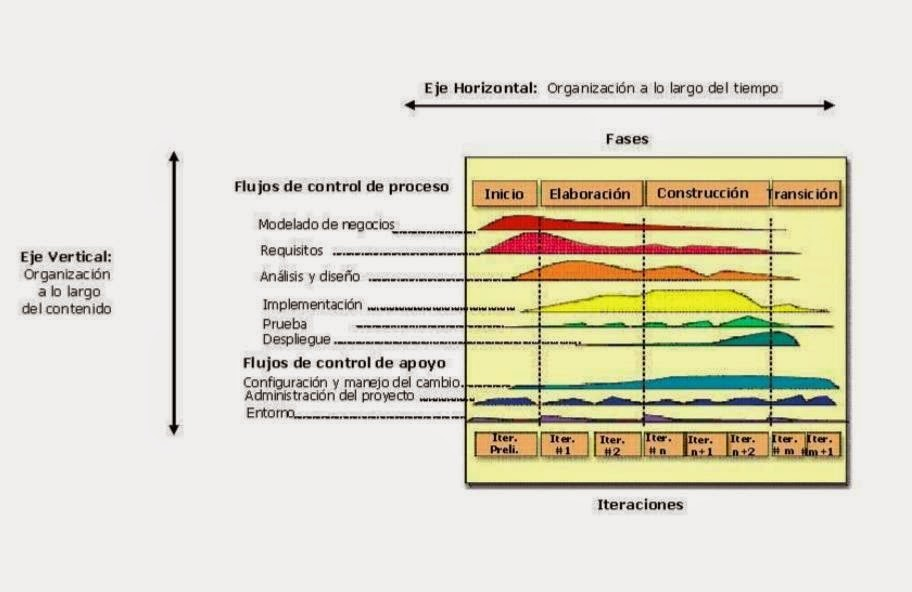 Eje Horizontal: Organización a lo largo del tiempo
Fases
Flujos de control de proceso
Inicio
Elaboración
Construcción
Transición
Modelado de negocios
Requisitos
Análisis y diseño
Implementación
Prueba
Despliegue
Eje Vertical:
Organización
a lo largo
del contenido
Flujos de control de apoyo
Configuración y manejo del cambio
Administración del proyecto
Entorno
Iter.
Preli.
Iter.
#1
Iter.
#2
Iter.
# n
Iter.
n+1
Iter.
n+2
Iter.
# m
Iter.
#m+1
Iteraciones